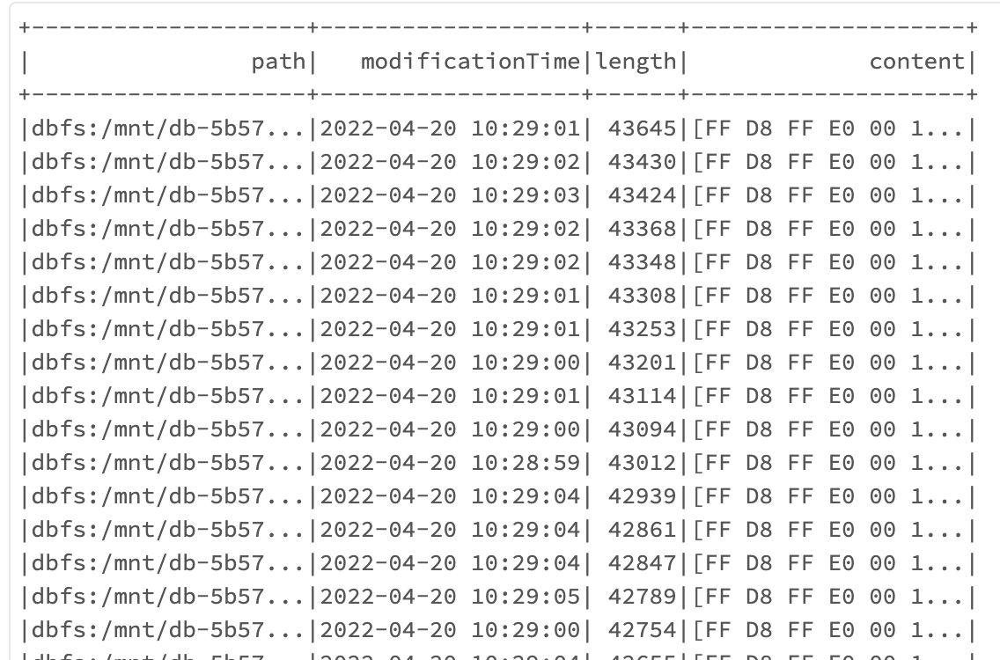 +--------------------+-------------------+------+--------------------+
|                path|   modificationTime|length|             content|
+--------------------+-------------------+------+--------------------+
|dbfs:/mnt/db-5b57...|2022-04-20 10:29:01| 43645|[FF D8 FF E0 00 1...|
|dbfs:/mnt/db-5b57...|2022-04-20 10:29:02| 43430|[FF D8 FF E0 00 1...|
|dbfs:/mnt/db-5b57...|2022-04-20 10:29:03| 43424|[FF D8 FF E0 00 1...|
|dbfs:/mnt/db-5b57...|2022-04-20 10:29:02| 43368|[FF D8 FF E0 00 1...|
|dbfs:/mnt/db-5b57...|2022-04-20 10:29:02| 43348|[FF D8 FF E0 00 1...|
|dbfs:/mnt/db-5b57...|2022-04-20 10:29:01| 43308|[FF D8 FF E0 00 1...|
|dbfs:/mnt/db-5b57...|2022-04-20 10:29:01| 43253|[FF D8 FF E0 00 1...|
|dbfs:/mnt/db-5b57...|2022-04-20 10:29:00| 43201|[FF D8 FF E0 00 1...|
|dbfs:/mnt/db-5b57...|2022-04-20 10:29:01| 43114|[FF D8 FF E0 00 1...|
|dbfs:/mnt/db-5b57...|2022-04-20 10:29:00| 43094|[FF D8 FF E0 00 1...|
|dbfs:/mnt/db-5b57...|2022-04-20 10:28:59| 43012|[FF D8 FF E0 00 1...|
|dbfs:/mnt/db-5b57...|2022-04-20 10:29:04| 42939|[FF D8 FF E0 00 1...|
|dbfs:/mnt/db-5b57...|2022-04-20 10:29:04| 42861|[FF D8 FF E0 00 1...|
|dbfs:/mnt/db-5b57...|2022-04-20 10:29:04| 42847|[FF D8 FF E0 00 1...|
|dbfs:/mnt/db-5b57...|2022-04-20 10:29:05| 42789|[FF D8 FF E0 00 1...|
|dbfs:/mnt/db-5b57...|2022-04-20 10:29:00| 42754|[FF D8 FF E0 00 1...|